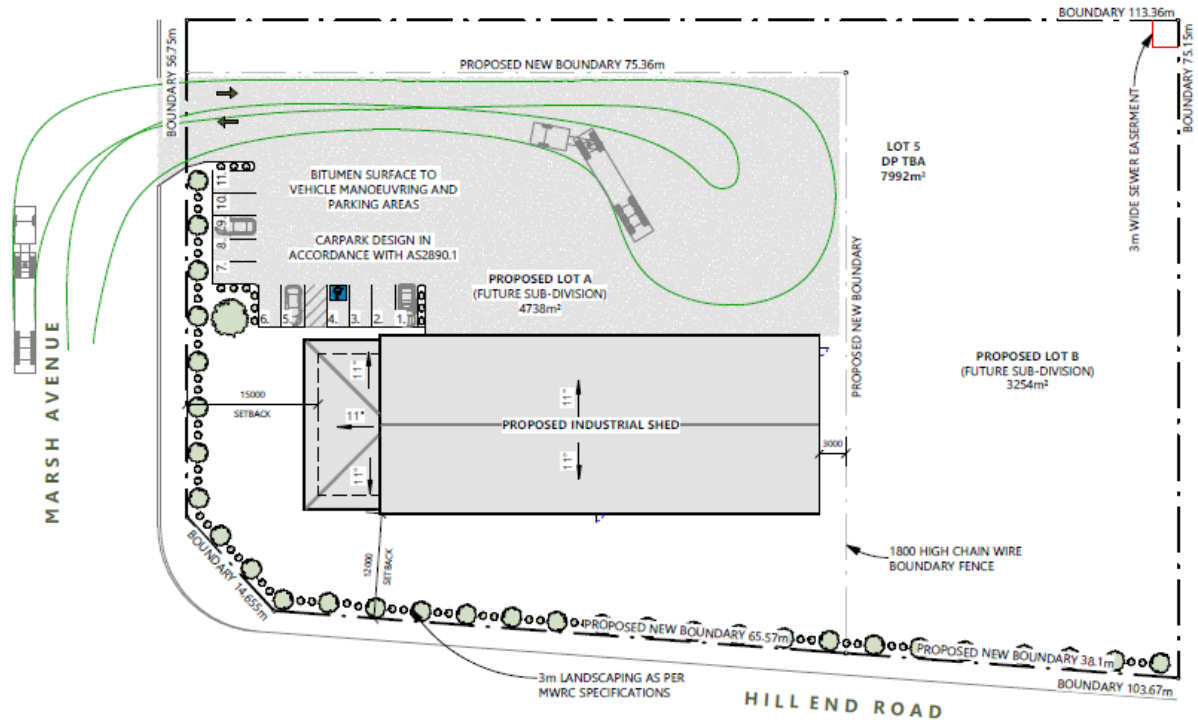 BOUNDARY 113.36m
BOUNDARY 56.75m
PROPOSED NEW BOUNDARY 75.36m
BOUNDARY 75.15m
3m WIDE SEWER EASERMENT
LOT 5
DP TBA
7992m²
BITUMEN SURFACE TO
VEHICLE MANOEUVRING AND
PARKING AREAS
CARPARK DESIGN IN
ACCORDANCE WITH AS2890.1
11.
10.
9.
8.
7.
6.
5.
4.
3.
2.
1.
PROPOSED LOT A
(FUTURE SUB-DIVISION)
4738m²
PROPOSED NEW BOUNDARY
PROPOSED LOT B
(FUTURE SUB-DIVISION)
3254m²
MARSH AVENUE
15000
SETBACK
11°
11°
11°
11°
11°
PROPOSED INDUSTRIAL SHED
3000
12000
SETBACK
1800 HIGH CHAIN WIRE
BOUNDARY FENCE
BOUNDARY 14.655m
PROPOSED NEW BOUNDARY 65.57m
PROPOSED NEW BOUNDARY 38.1m
BOUNDARY 103.67m
3m LANDSCAPING AS PER
MWRC SPECIFICATIONS
HILL END ROAD